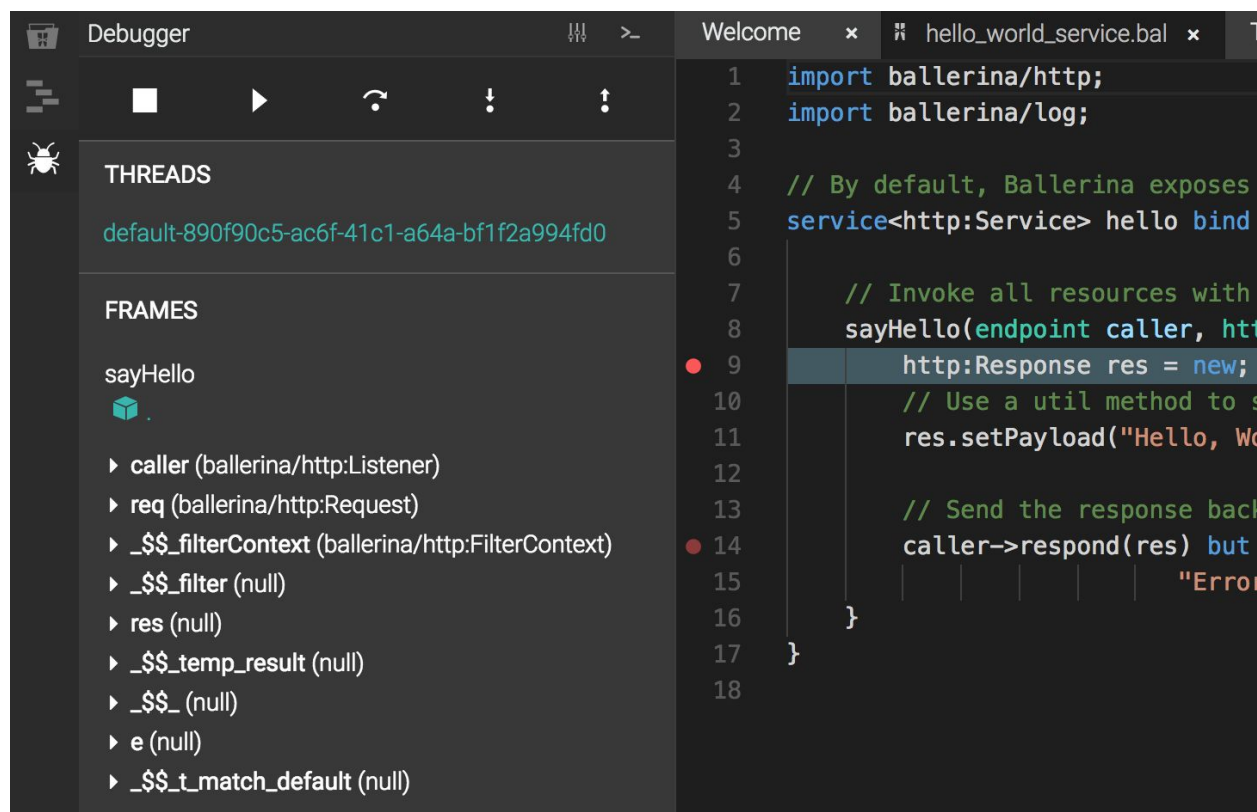 Debugger
THREADS
default-890f90c5-ac6f-41c1-a64a-bf1f2a994fd0
FRAMES
sayHello
.
caller (ballerina/http:Listener)
req (ballerina/http:Request)
_$$_filterContext (ballerina/http:FilterContext)
_$$_filter (null)
res (null)
_$$_temp_result (null)
_$$_ (null)
e (null)
_$$_t_match_default (null)
Welcome × hello_world_service.bal ×
1 import ballerina/http;
2 import ballerina/log;
3
4 // By default, Ballerina exposes
5 service<http:Service> hello bind
6
7 // Invoke all resources with
8 sayHello(endpoint caller, htt
9 http:Response res = new;
10 // Use a util method to s
11 res.setPayload("Hello, Wo
12
13 // Send the response back
14 caller->respond(res) but
15 "Error
16 }
17 }
18